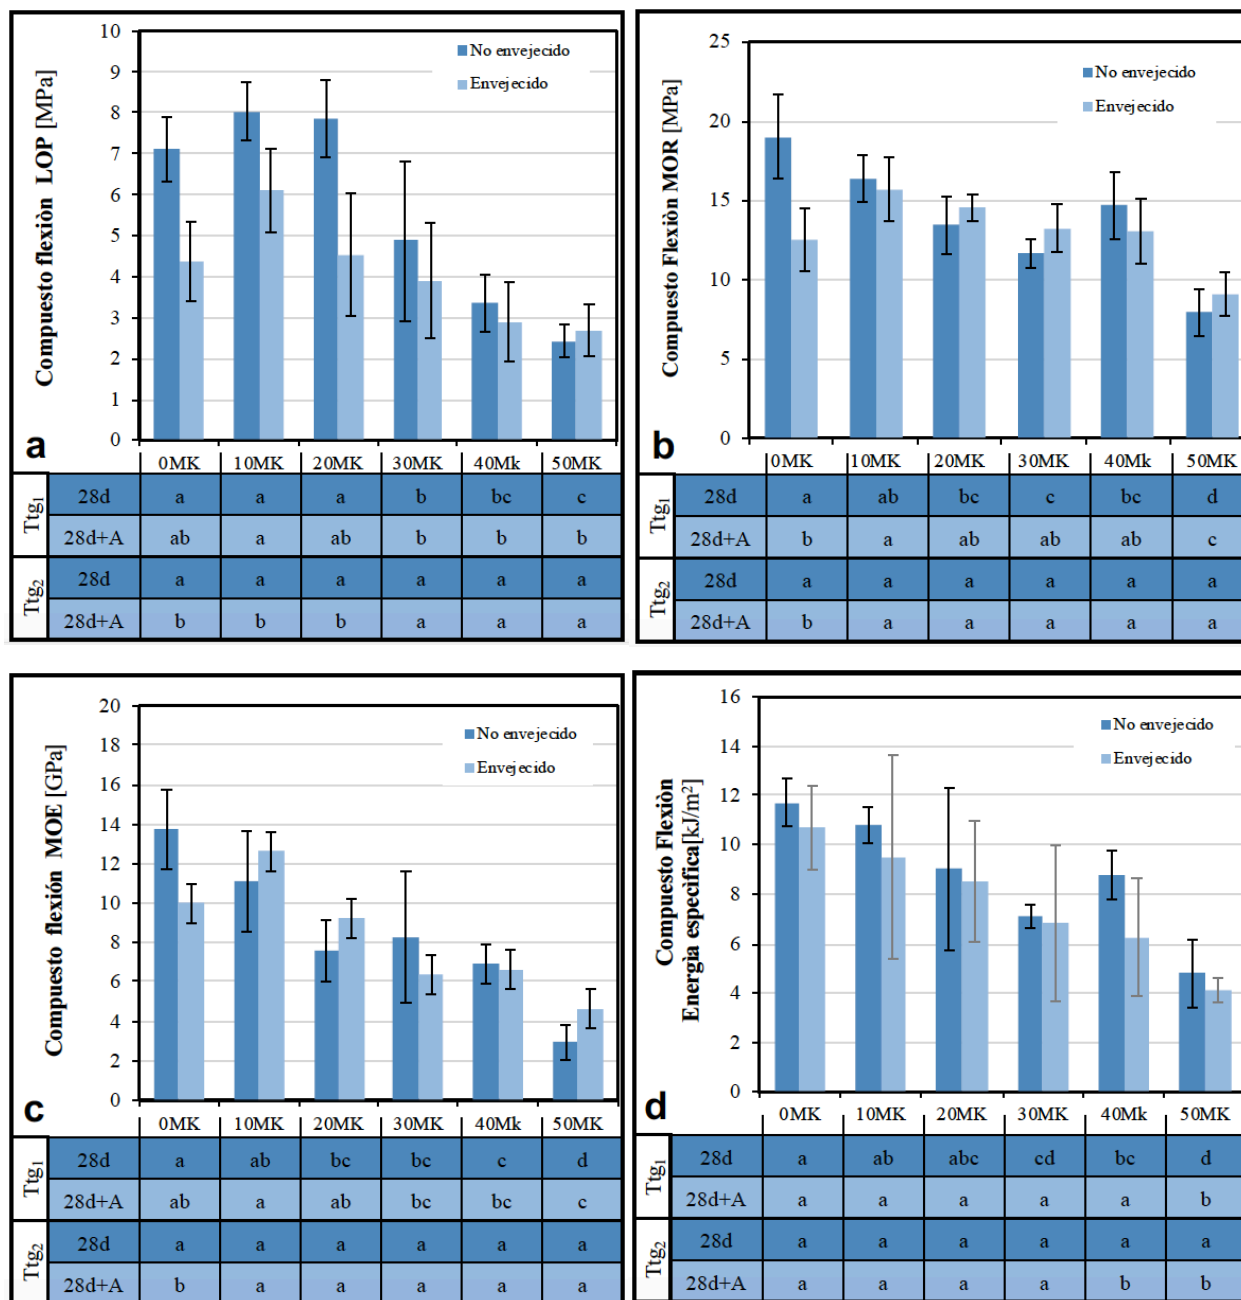 Compuesto flexiòn LOP [MPa]
10
9
8
7
6
5
4
3
2
1
0
No envejecido
Envejecido
a
0MK 10MK 20MK 30MK 40Mk 50MK
Ttg1
28d a a a b bc c
28d+A ab a ab b b b
Ttg2
28d a a a a a a
28d+A b b b a a a
Compuesto Flexiòn MOR [MPa]
25
20
15
10
5
0
No envejecido
Envejecido
b
0MK 10MK 20MK 30MK 40Mk 50MK
Ttg1
28d a ab bc c bc d
28d+A b a ab ab ab c
Ttg2
28d a a a a a a
28d+A b a a a a a
Compuesto flexión MOE [GPa]
20
18
16
14
12
10
8
6
4
2
0
No envejecido
Envejecido
c
0MK 10MK 20MK 30MK 40Mk 50MK
Ttg1
28d a ab bc bc c d
28d+A ab a ab bc bc c
Ttg2
28d a a a a a a
28d+A b a a a a a
Compuesto Flexiòn
Energìa espècìfica[kJ/m²]
16
14
12
10
8
6
4
2
0
No envejecido
Envejecido
d
0MK 10MK 20MK 30MK 40MK 50MK
Ttg1
28d a ab abc cd bc d
28d+A a a a a a b
Ttg2
28d a a a a a a
28d+A a a a a b b